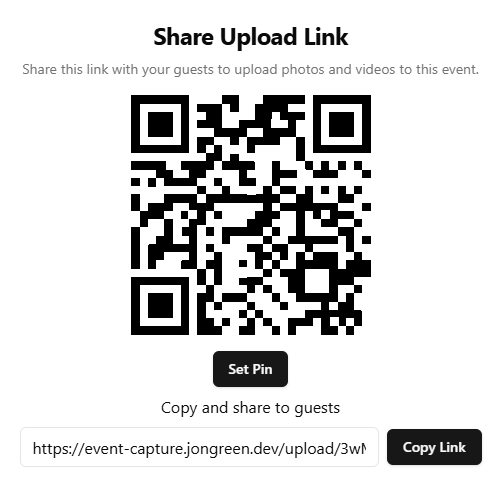 Share Upload Link
Share this link with your guests to upload photos and videos to this event.
Set Pin
Copy and share to guests
https://event-capture.jongreen.dev/upload/3wM
Copy Link